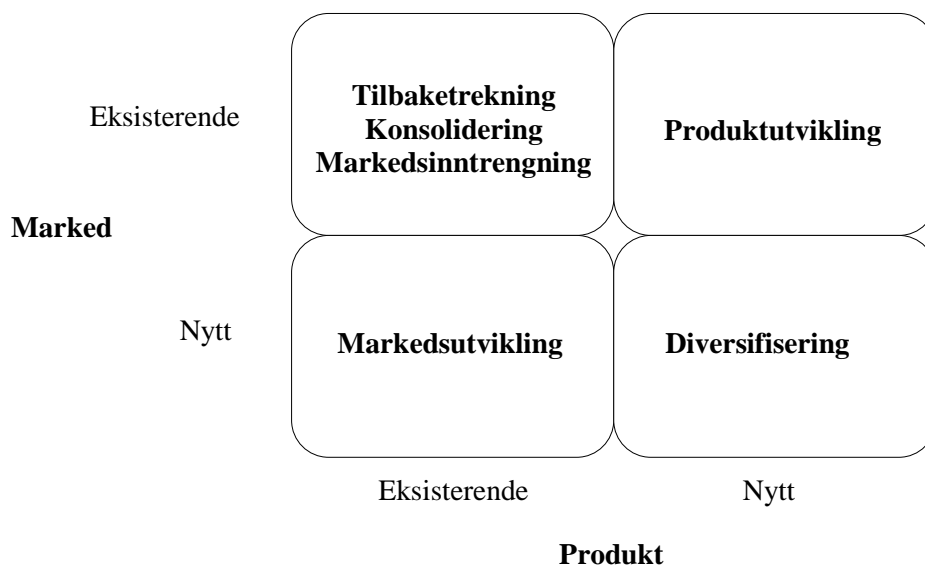 Eksisterende
Tilbaketrekning
Konsolidering
Markedsinntrengning
Produktutvikling
Marked
Nytt
Markedsutvikling
Diversifisering
Eksisterende
Nytt
Produkt